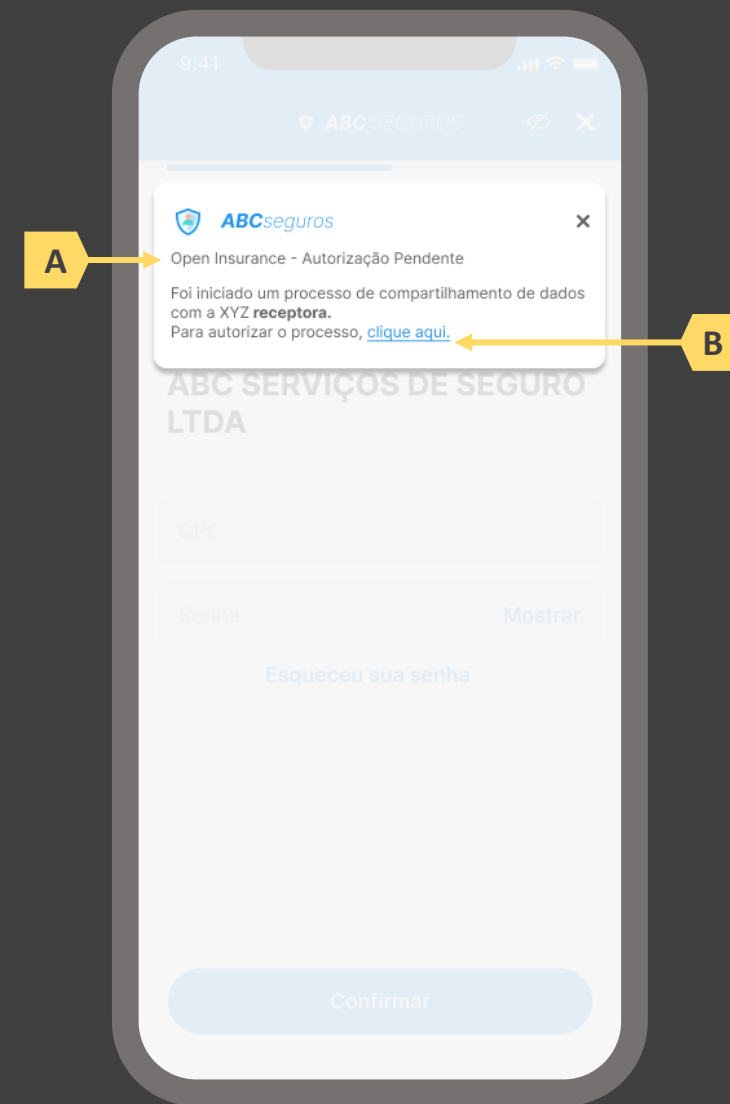 9:41
ABC SEGUROS
ABCseguros
A
Open Insurance - Autorização Pendente
Foi iniciado um processo de compartilhamento de dados
com a XYZ receptora.
Para autorizar o processo, clique aqui.
B
ABC SERVIÇOS DE SEGURO
LTDA
CPF
Senha
Mostrar
Esqueceu sua senha
Confirmar